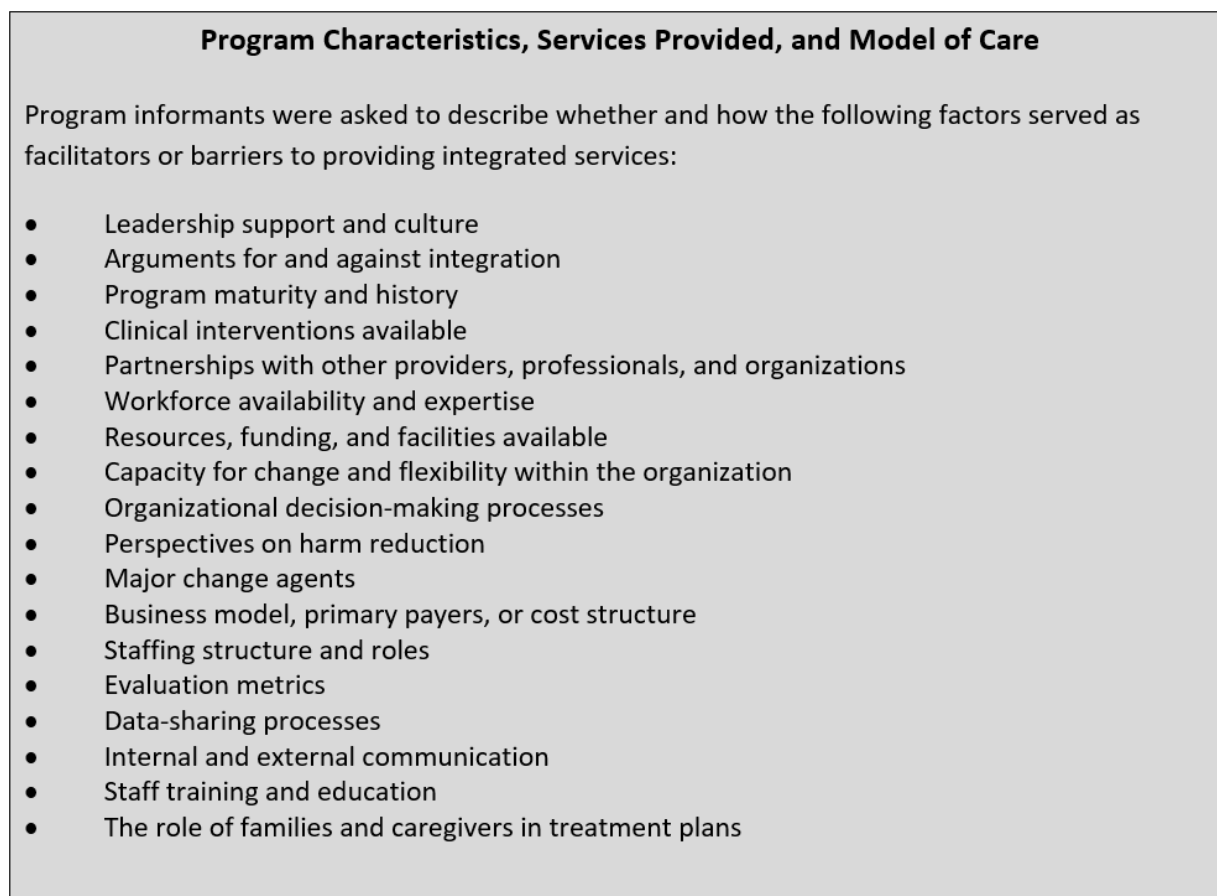 Program Characteristics, Services Provided, and Model of Care
Program informants were asked to describe whether and how the following factors served as
facilitators or barriers to providing integrated services:
• Leadership support and culture
• Arguments for and against integration
• Program maturity and history
• Clinical interventions available
• Partnerships with other providers, professionals, and organizations
• Workforce availability and expertise
• Resources, funding, and facilities available
• Capacity for change and flexibility within the organization
• Organizational decision-making processes
• Perspectives on harm reduction
• Major change agents
• Business model, primary payers, or cost structure
• Staffing structure and roles
• Evaluation metrics
• Data-sharing processes
• Internal and external communication
• Staff training and education
• The role of families and caregivers in treatment plans